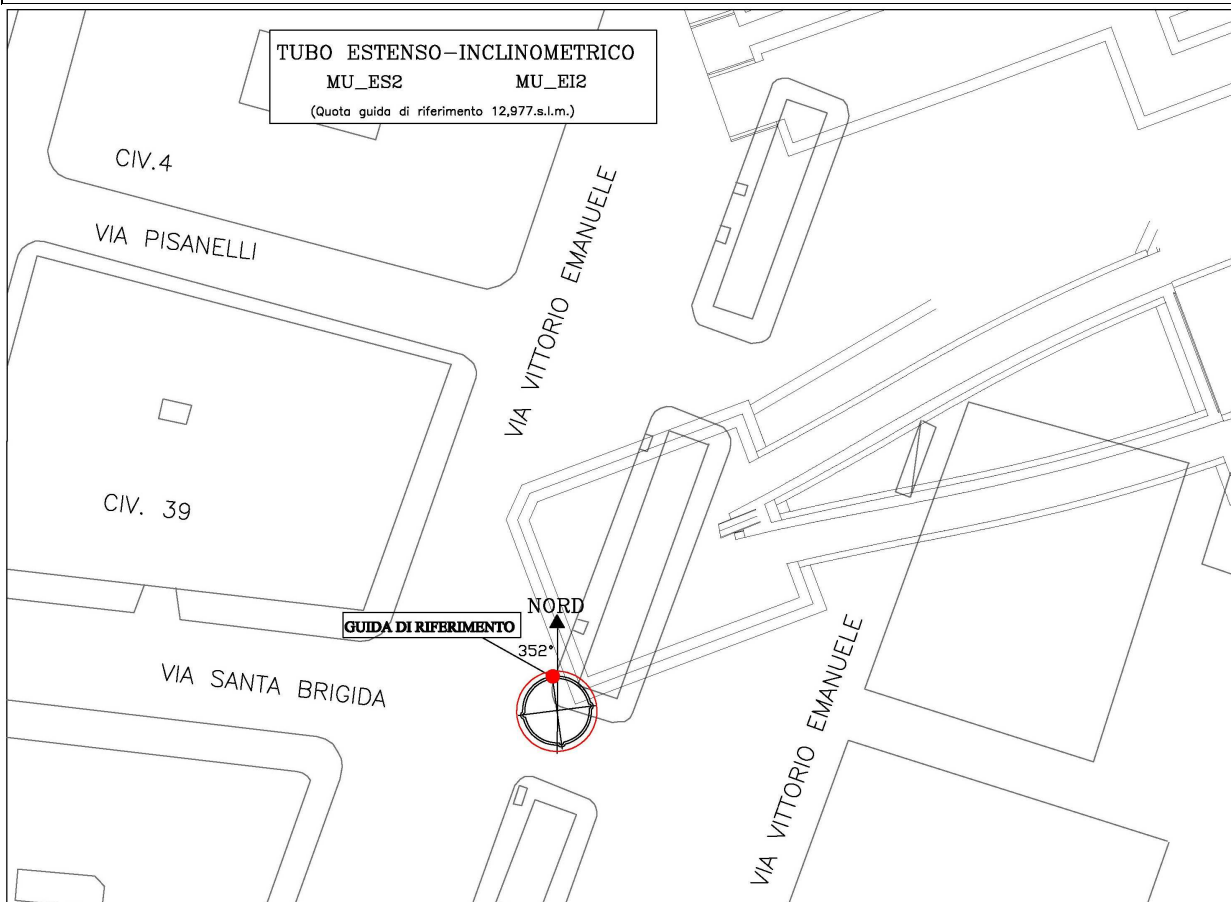 TUBO ESTENSO-INCLINOMETRICO
MU_ES2 MU_EI2
(Quota guida di riferimento 12,977.s.l.m.)
CIV.4
VIA PISANELLI
VIA VITTORIO EMANUELE
CIV. 39
NORD
GUIDA DI RIFERIMENTO
352°
VIA SANTA BRIGIDA
VIA VITTORIO EMANUELE